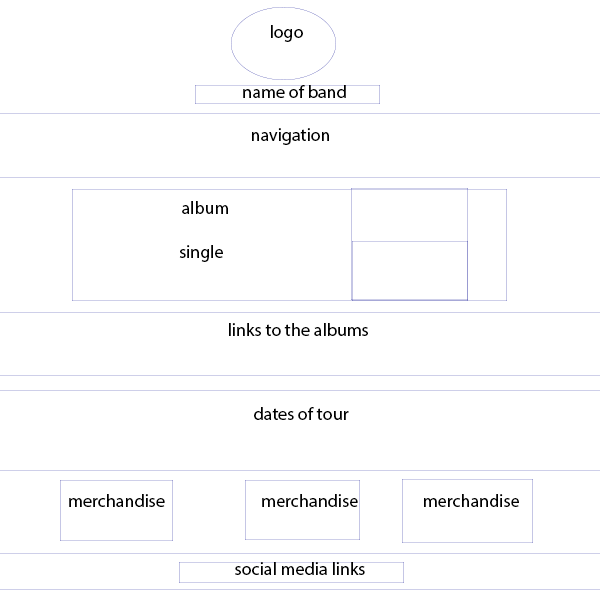 logo
name of band
navigation
album
single
links to the albums
dates of tour
merchandise merchandise merchandise
social media links